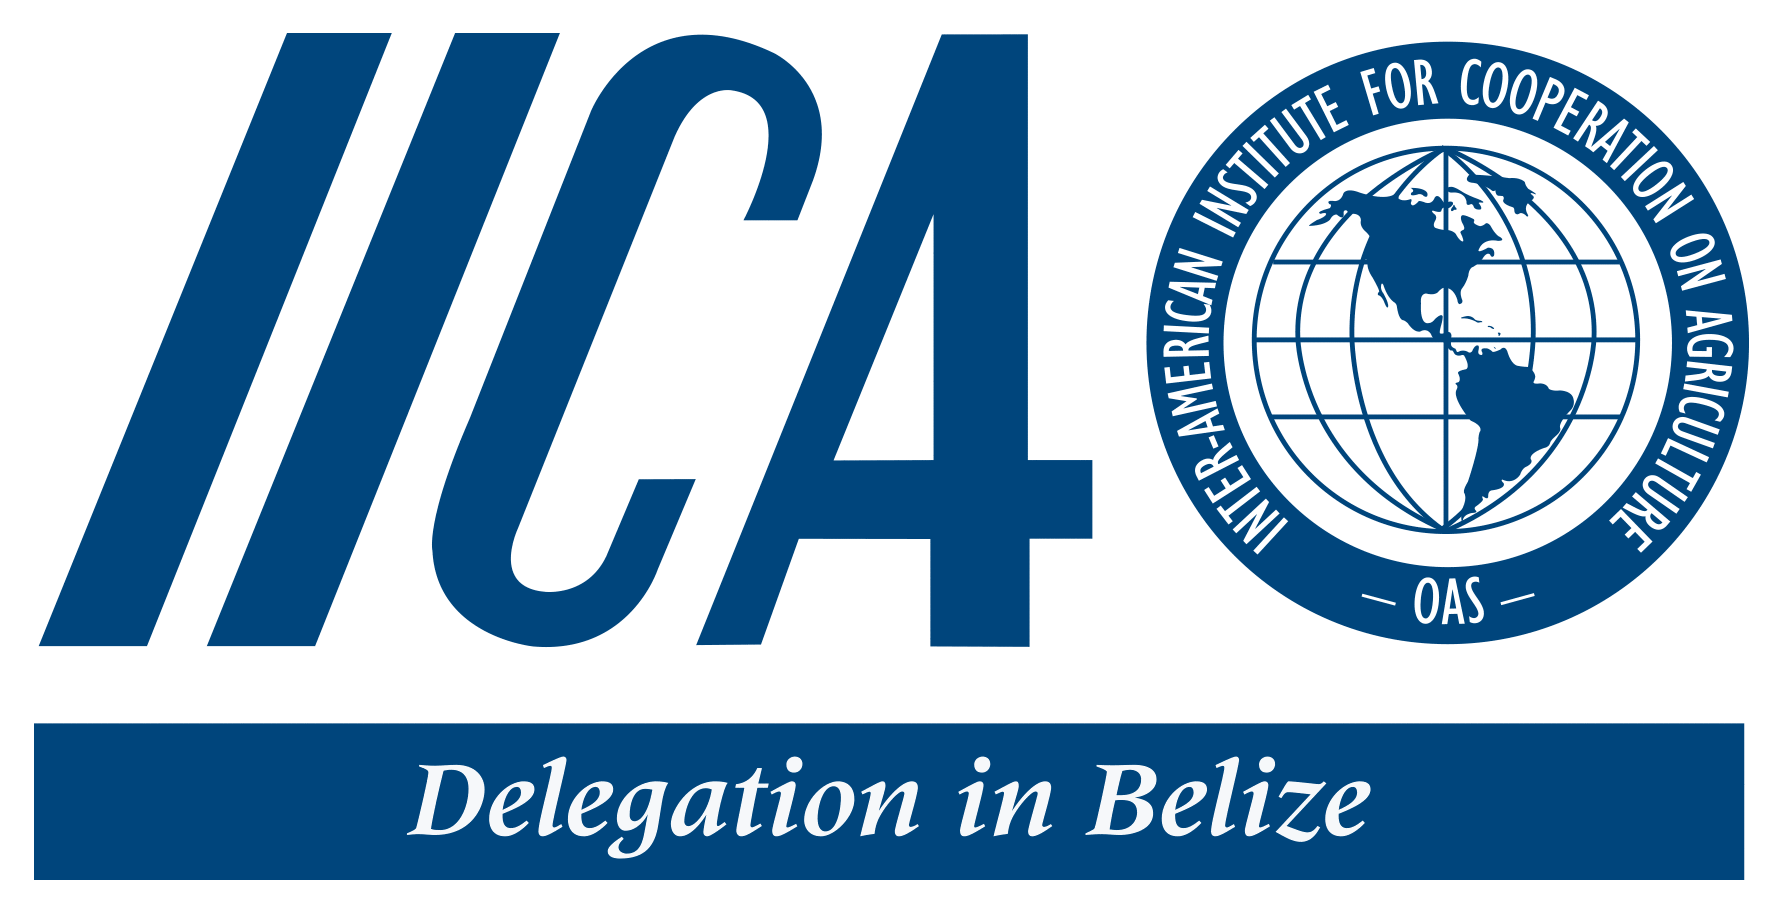 IICA
INTER-AMERICAN INSTITUTE FOR COOPERATION ON AGRICULTURE
– OAS –
Delegation in Belize